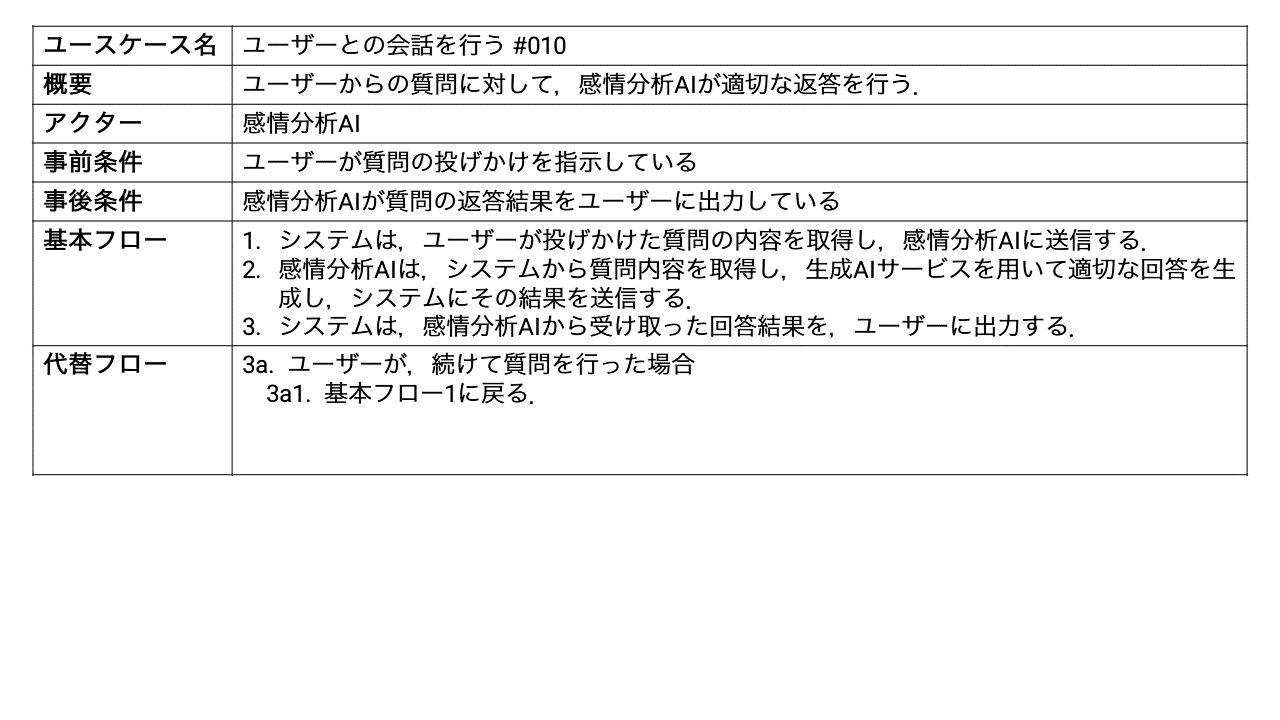 ユースケース名 ユーザーとの会話を行う #010
概要 ユーザーからの質問に対して，感情分析AIが適切な返答を行う．
アクター 感情分析AI
事前条件 ユーザーが質問の投げかけを指示している
事後条件 感情分析AIが質問の返答結果をユーザーに出力している
基本フロー 1. システムは，ユーザーが投げかけた質問の内容を取得し，感情分析AIに送信する．
2. 感情分析AIは，システムから質問内容を取得し，生成AIサービスを用いて適切な回答を生
成し，システムにその結果を送信する．
3. システムは，感情分析AIから受け取った回答結果を，ユーザーに出力する．
代替フロー 3a. ユーザーが，続けて質問を行った場合
3a1. 基本フロー1に戻る．